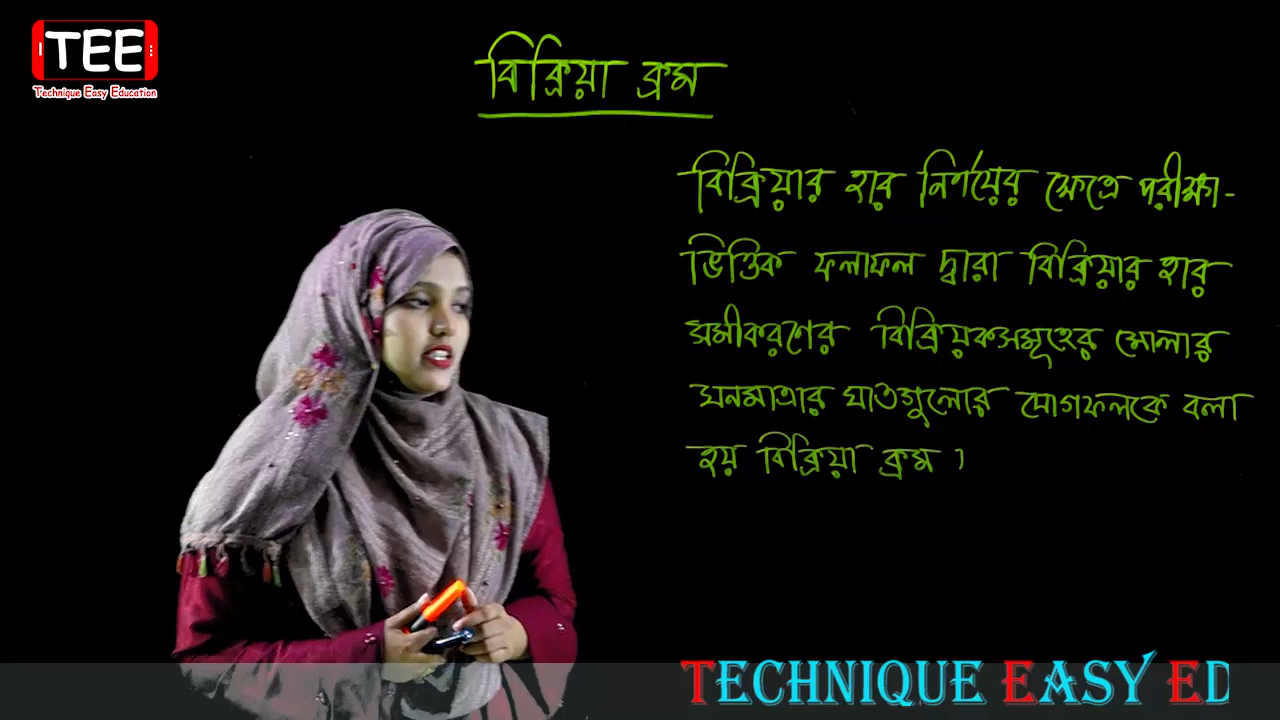 TEE
Technique Easy Education
বিক্রিয়া ক্রম
বিক্রিয়ার হার নির্ণয়ের ক্ষেত্রে পরীক্ষা-
ভিত্তিক ফলাফল দ্বারা বিক্রিয়ার হার
সমীকরণের বিক্রিয়কসমূহের মোলার
ঘনমাত্রার ঘাতগুলোর যোগফলকে বলা
হয় বিক্রিয়া ক্রম ।
TECHNIQUE EASY ED